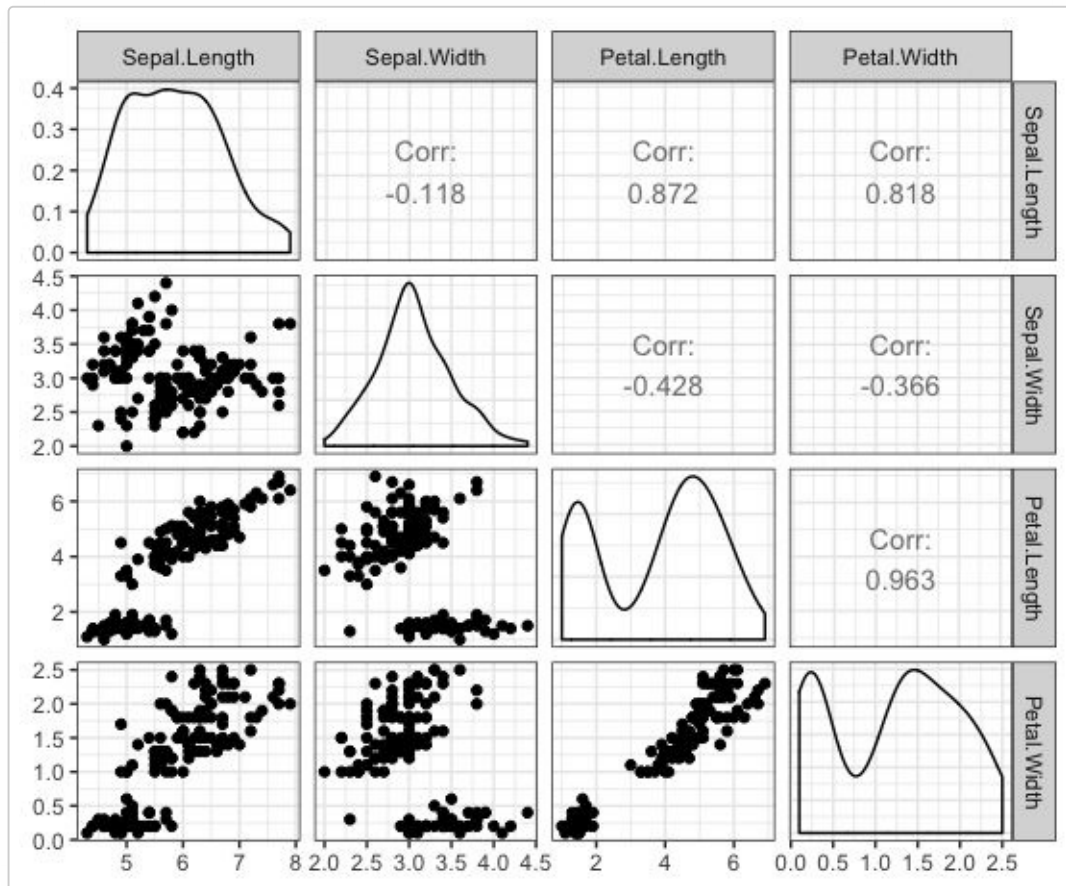 Sepal.Length Sepal.Width Petal.Length Petal.Width
0.4
0.3
0.2
0.1
0.0
Corr:
-0.118
Corr:
0.872
Corr:
0.818
Sepal.Length
4.5
4.0
3.5
3.0
2.5
2.0
Corr:
-0.428
Corr:
-0.366
Sepal.Width
6
4
2
Corr:
0.963
Petal.Length
2.5
2.0
1.5
1.0
0.5
0.0
Petal.Width
5 6 7 8 2.0 2.5 3.0 3.5 4.0 4.5 2 4 6 0.0 0.5 1.0 1.5 2.0 2.5